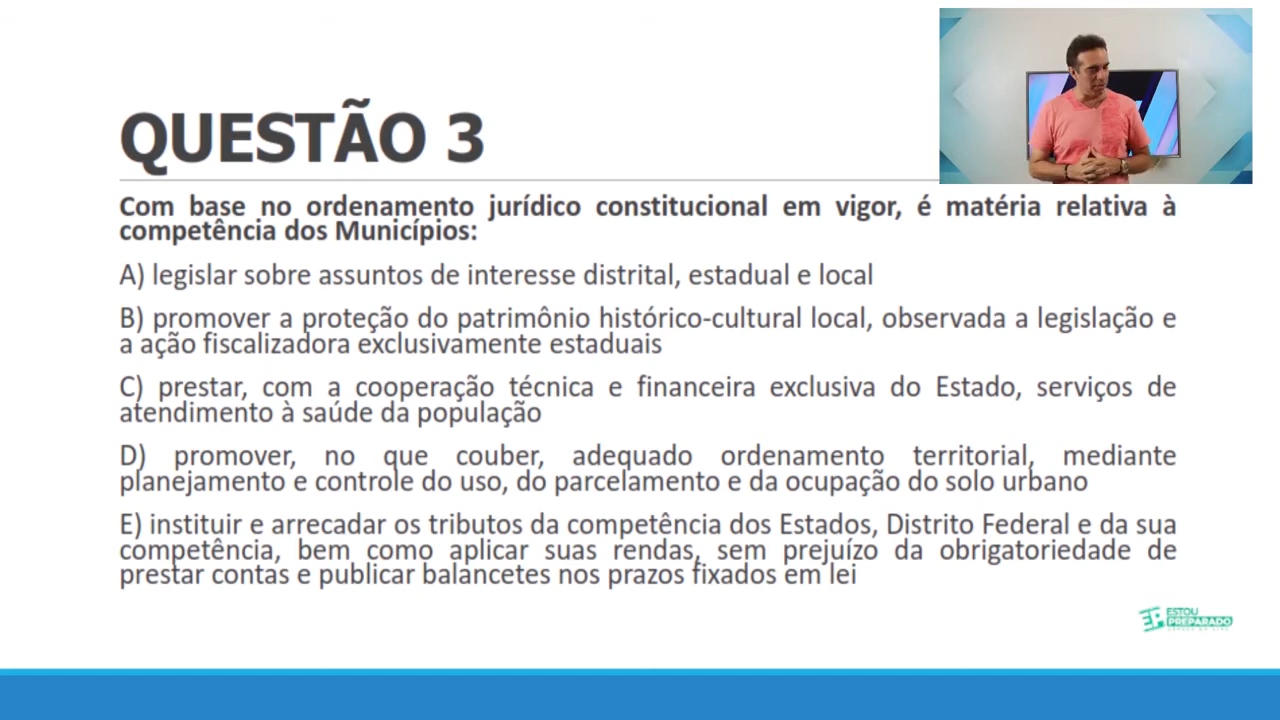 QUESTÃO 3
Com base no ordenamento jurídico constitucional em vigor, é matéria relativa à
competência dos Municípios:
A) legislar sobre assuntos de interesse distrital, estadual e local
B) promover a proteção do patrimônio histórico-cultural local, observada a legislação e
a ação fiscalizadora exclusivamente estaduais
C) prestar, com a cooperação técnica e financeira exclusiva do Estado, serviços de
atendimento à saúde da população
D) promover, no que couber, adequado ordenamento territorial, mediante
planejamento e controle do uso, do parcelamento e da ocupação do solo urbano
E) instituir e arrecadar os tributos da competência dos Estados, Distrito Federal e da sua
competência, bem como aplicar suas rendas, sem prejuízo da obrigatoriedade de
prestar contas e publicar balancetes nos prazos fixados em lei
EP ESTOU
PREPARADO